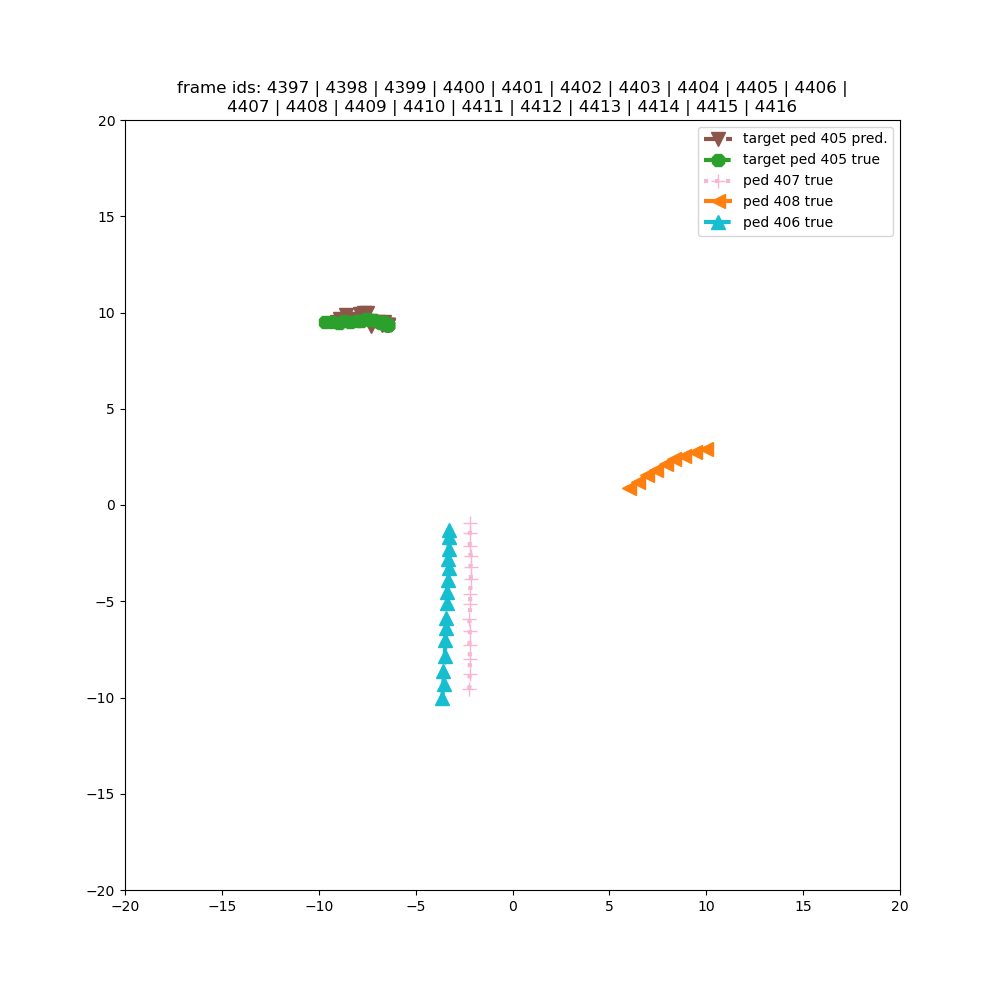 frame ids: 4397 | 4398 | 4399 | 4400 | 4401 | 4402 | 4403 | 4404 | 4405 | 4406 |
4407 | 4408 | 4409 | 4410 | 4411 | 4412 | 4413 | 4414 | 4415 | 4416
target ped 405 pred.
target ped 405 true
ped 407 true
ped 408 true
ped 406 true
20
15
10
5
0
−5
−10
−15
−20
−20 −15 −10 −5 0 5 10 15 20